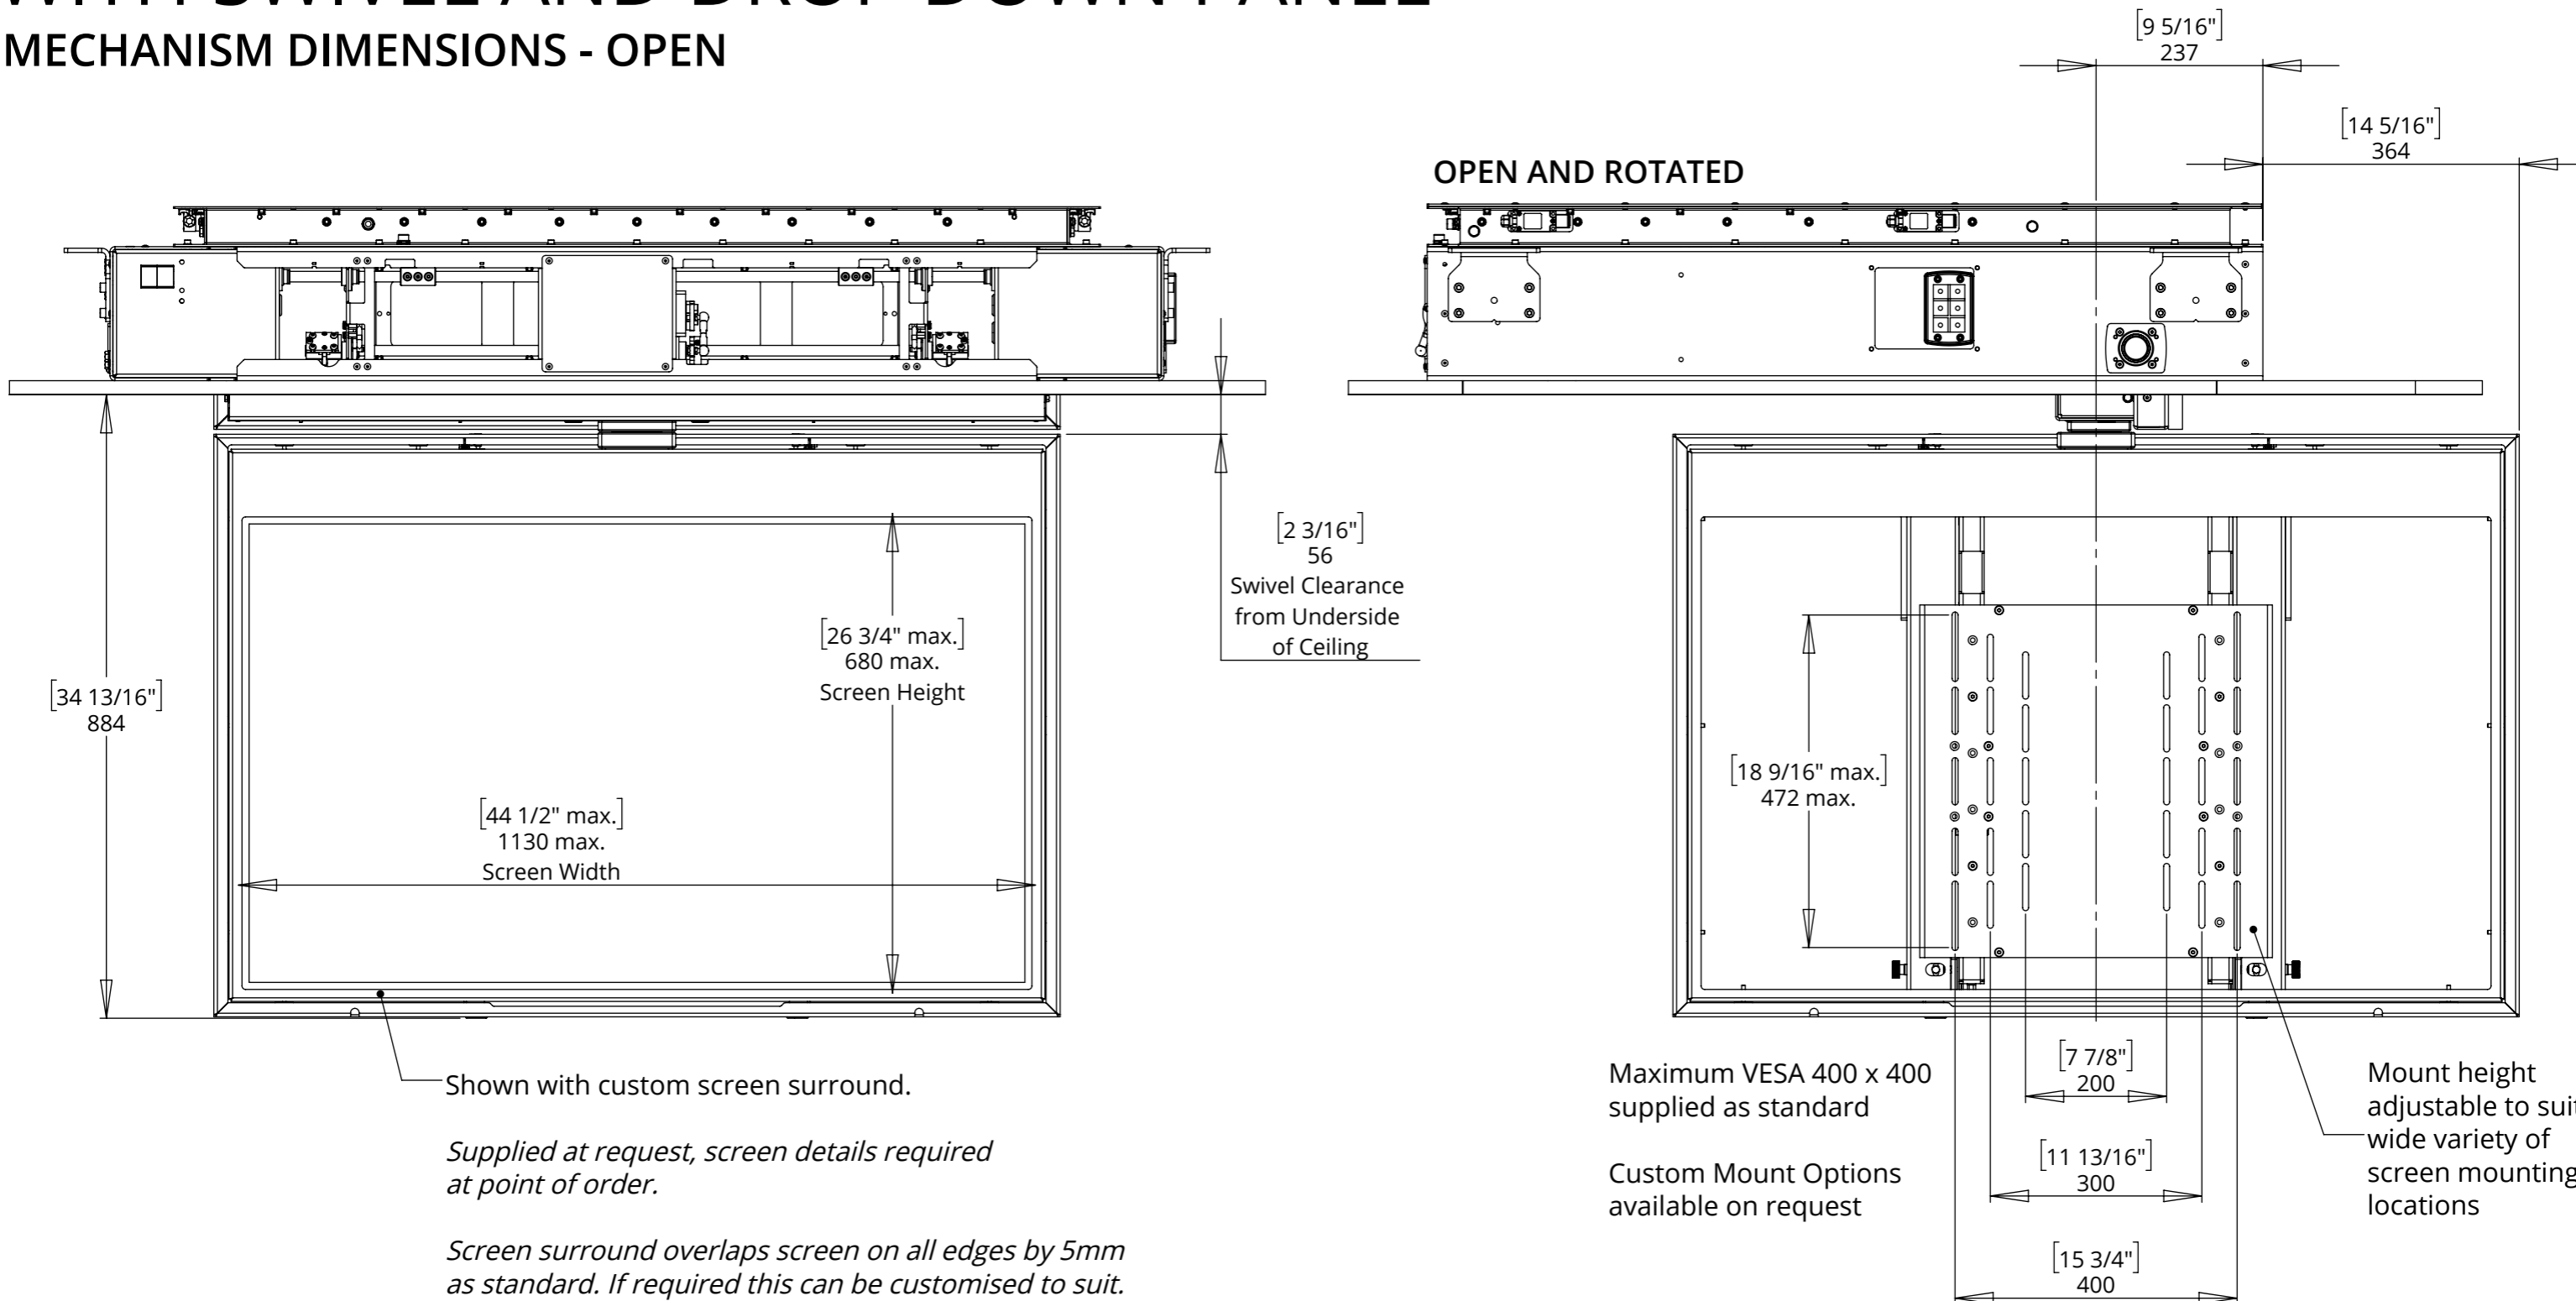 WITH SWIVEL AND DROP DOWN PANEL
MECHANISM DIMENSIONS - OPEN
[9 5/16"]
237
[14 5/16"]
364
OPEN AND ROTATED
[2 3/16"]
56
Swivel Clearance
from Underside
of Ceiling
[26 3/4" max.]
680 max.
Screen Height
[34 13/16"]
884
[44 1/2" max.]
1130 max.
Screen Width
[18 9/16" max.]
472 max.
Shown with custom screen surround.
Supplied at request, screen details required
at point of order.
Screen surround overlaps screen on all edges by 5mm
as standard. If required this can be customised to suit.
Maximum VESA 400 x 400
supplied as standard
Custom Mount Options
available on request
[7 7/8"]
200
[11 13/16"]
300
[15 3/4"]
400
Mount height
adjustable to suit
wide variety of
screen mounting
locations